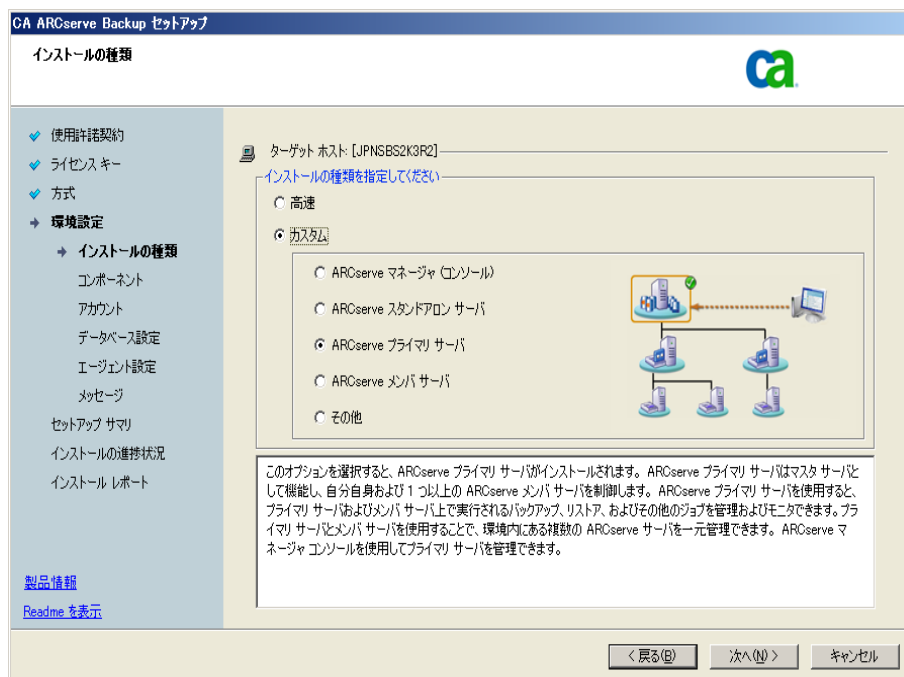 CA ARCserve Backup セットアップ
インストールの種類
ca
使用許諾契約
ライセンス キー
方式
環境設定
インストールの種類
コンポーネント
アカウント
データベース設定
エージェント設定
メッセージ
セットアップ サマリ
インストールの進捗状況
インストール レポート
製品情報
Readme を表示
ターゲット ホスト: [JPNSBS2K3R2]
インストールの種類を指定してください
高速
カスタム
ARCserve マネージャ (コンソール)
ARCserve スタンドアロン サーバ
ARCserve プライマリ サーバ
ARCserve メンバ サーバ
その他
このオプションを選択すると、ARCserve プライマリ サーバがインストールされます。 ARCserve プライマリ サーバはマスタ サーバと
して機能し、自分自身および 1 つ以上の ARCserve メンバ サーバを制御します。 ARCserve プライマリ サーバを使用すると、
プライマリ サーバおよびメンバ サーバ上で実行されるバックアップ、リストア、およびその他のジョブを管理およびモニタできます。 プラ
イマリ サーバとメンバ サーバを使用することで、環境内にある複数の ARCserve サーバを一元管理できます。 ARCserve マ
ネージャ コンソールを使用してプライマリ サーバを管理できます。
< 戻る(B)
次へ(N) >
キャンセル